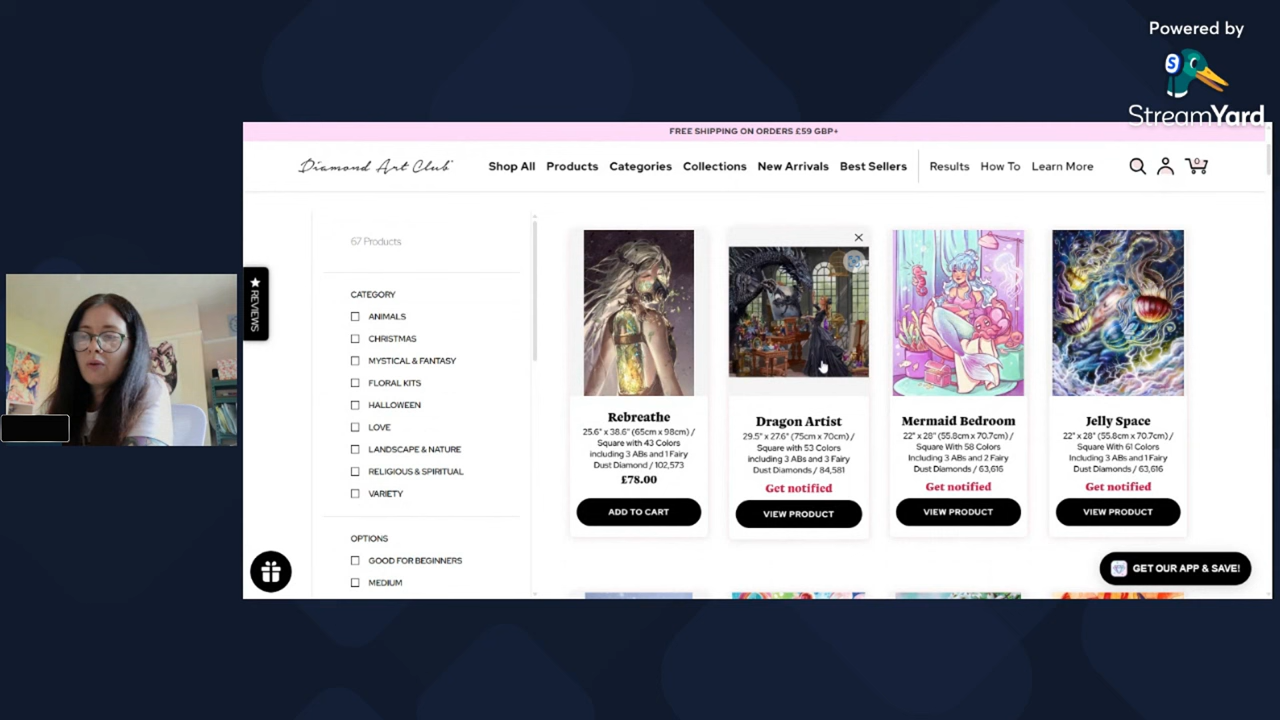 Powered by
S
StreamYard
FREE SHIPPING ON ORDERS £59 GBP+
Diamond Art Club
Shop All Products Categories Collections New Arrivals Best Sellers Results How To Learn More
0
67 Products
★ REVIEWS
CATEGORY
ANIMALS
CHRISTMAS
MYSTICAL & FANTASY
FLORAL KITS
HALLOWEEN
LOVE
LANDSCAPE & NATURE
RELIGIOUS & SPIRITUAL
VARIETY
OPTIONS
GOOD FOR BEGINNERS
MEDIUM
Rebreathe
25.6" x 38.6" (65cm x 98cm) /
Square with 43 Colors
including 3 ABs and 1 Fairy
Dust Diamond / 102,573
£78.00
ADD TO CART
Dragon Artist
29.5" x 27.6" (75cm x 70cm) /
Square with 53 Colors
including 3 ABs and 3 Fairy
Dust Diamonds / 84,581
Get notified
VIEW PRODUCT
Mermaid Bedroom
22" x 28" (55.8cm x 70.7cm) /
Square With 58 Colors
Including 3 ABs and 2 Fairy
Dust Diamonds / 63,616
Get notified
VIEW PRODUCT
Jelly Space
22" x 28" (55.8cm x 70.7cm) /
Square With 61 Colors
Including 3 ABs and 1 Fairy
Dust Diamonds / 63,616
Get notified
VIEW PRODUCT
GET OUR APP & SAVE!